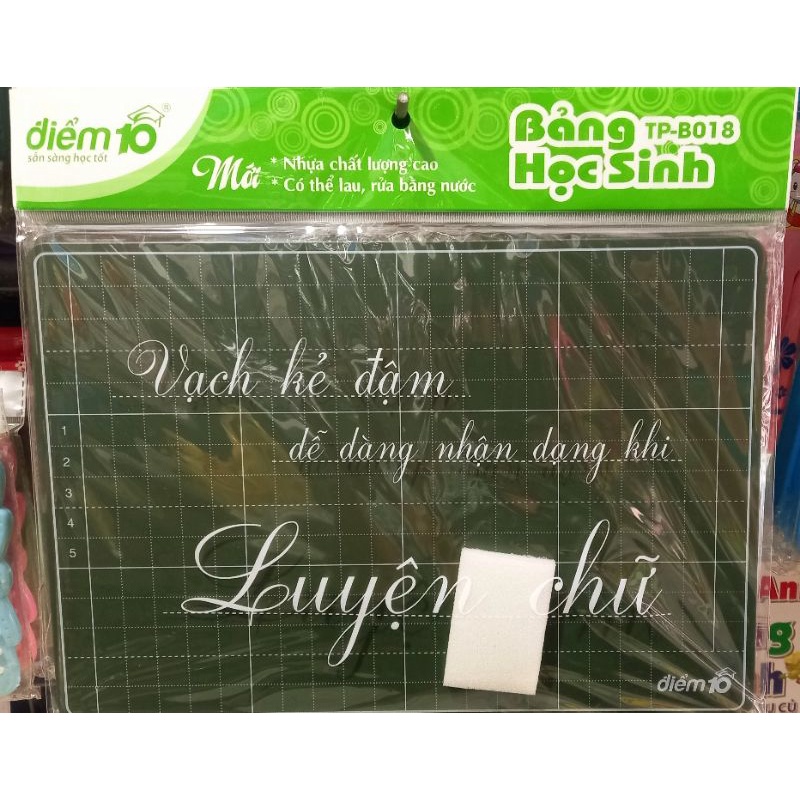 điểm 10
sẵn sàng học tốt
Mới * Nhựa chất lượng cao
* Có thể lau, rửa bằng nước
Bảng TP-B018
Học Sinh
Vạch kẻ đậm
1
dễ dàng nhận dạng khi
2
3
4
5
Luyện chữ
điểm 10
An